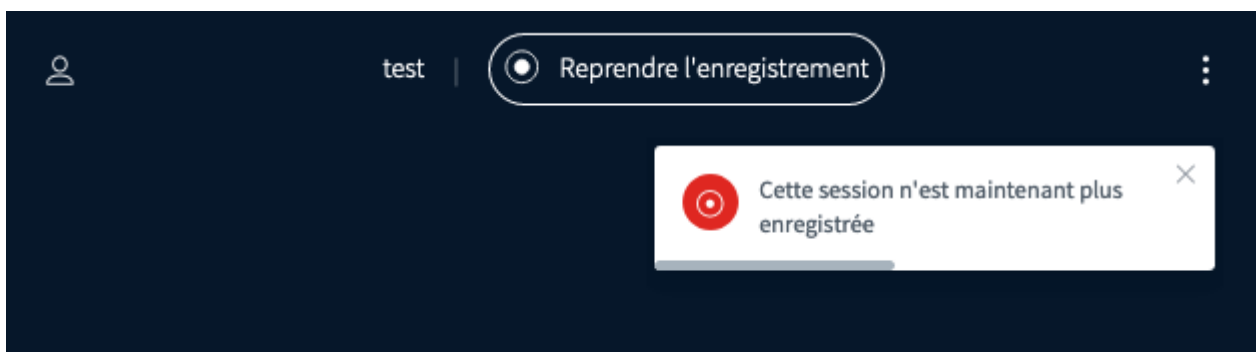 test | Reprendre l'enregistrement
Cette session n'est maintenant plus
enregistrée